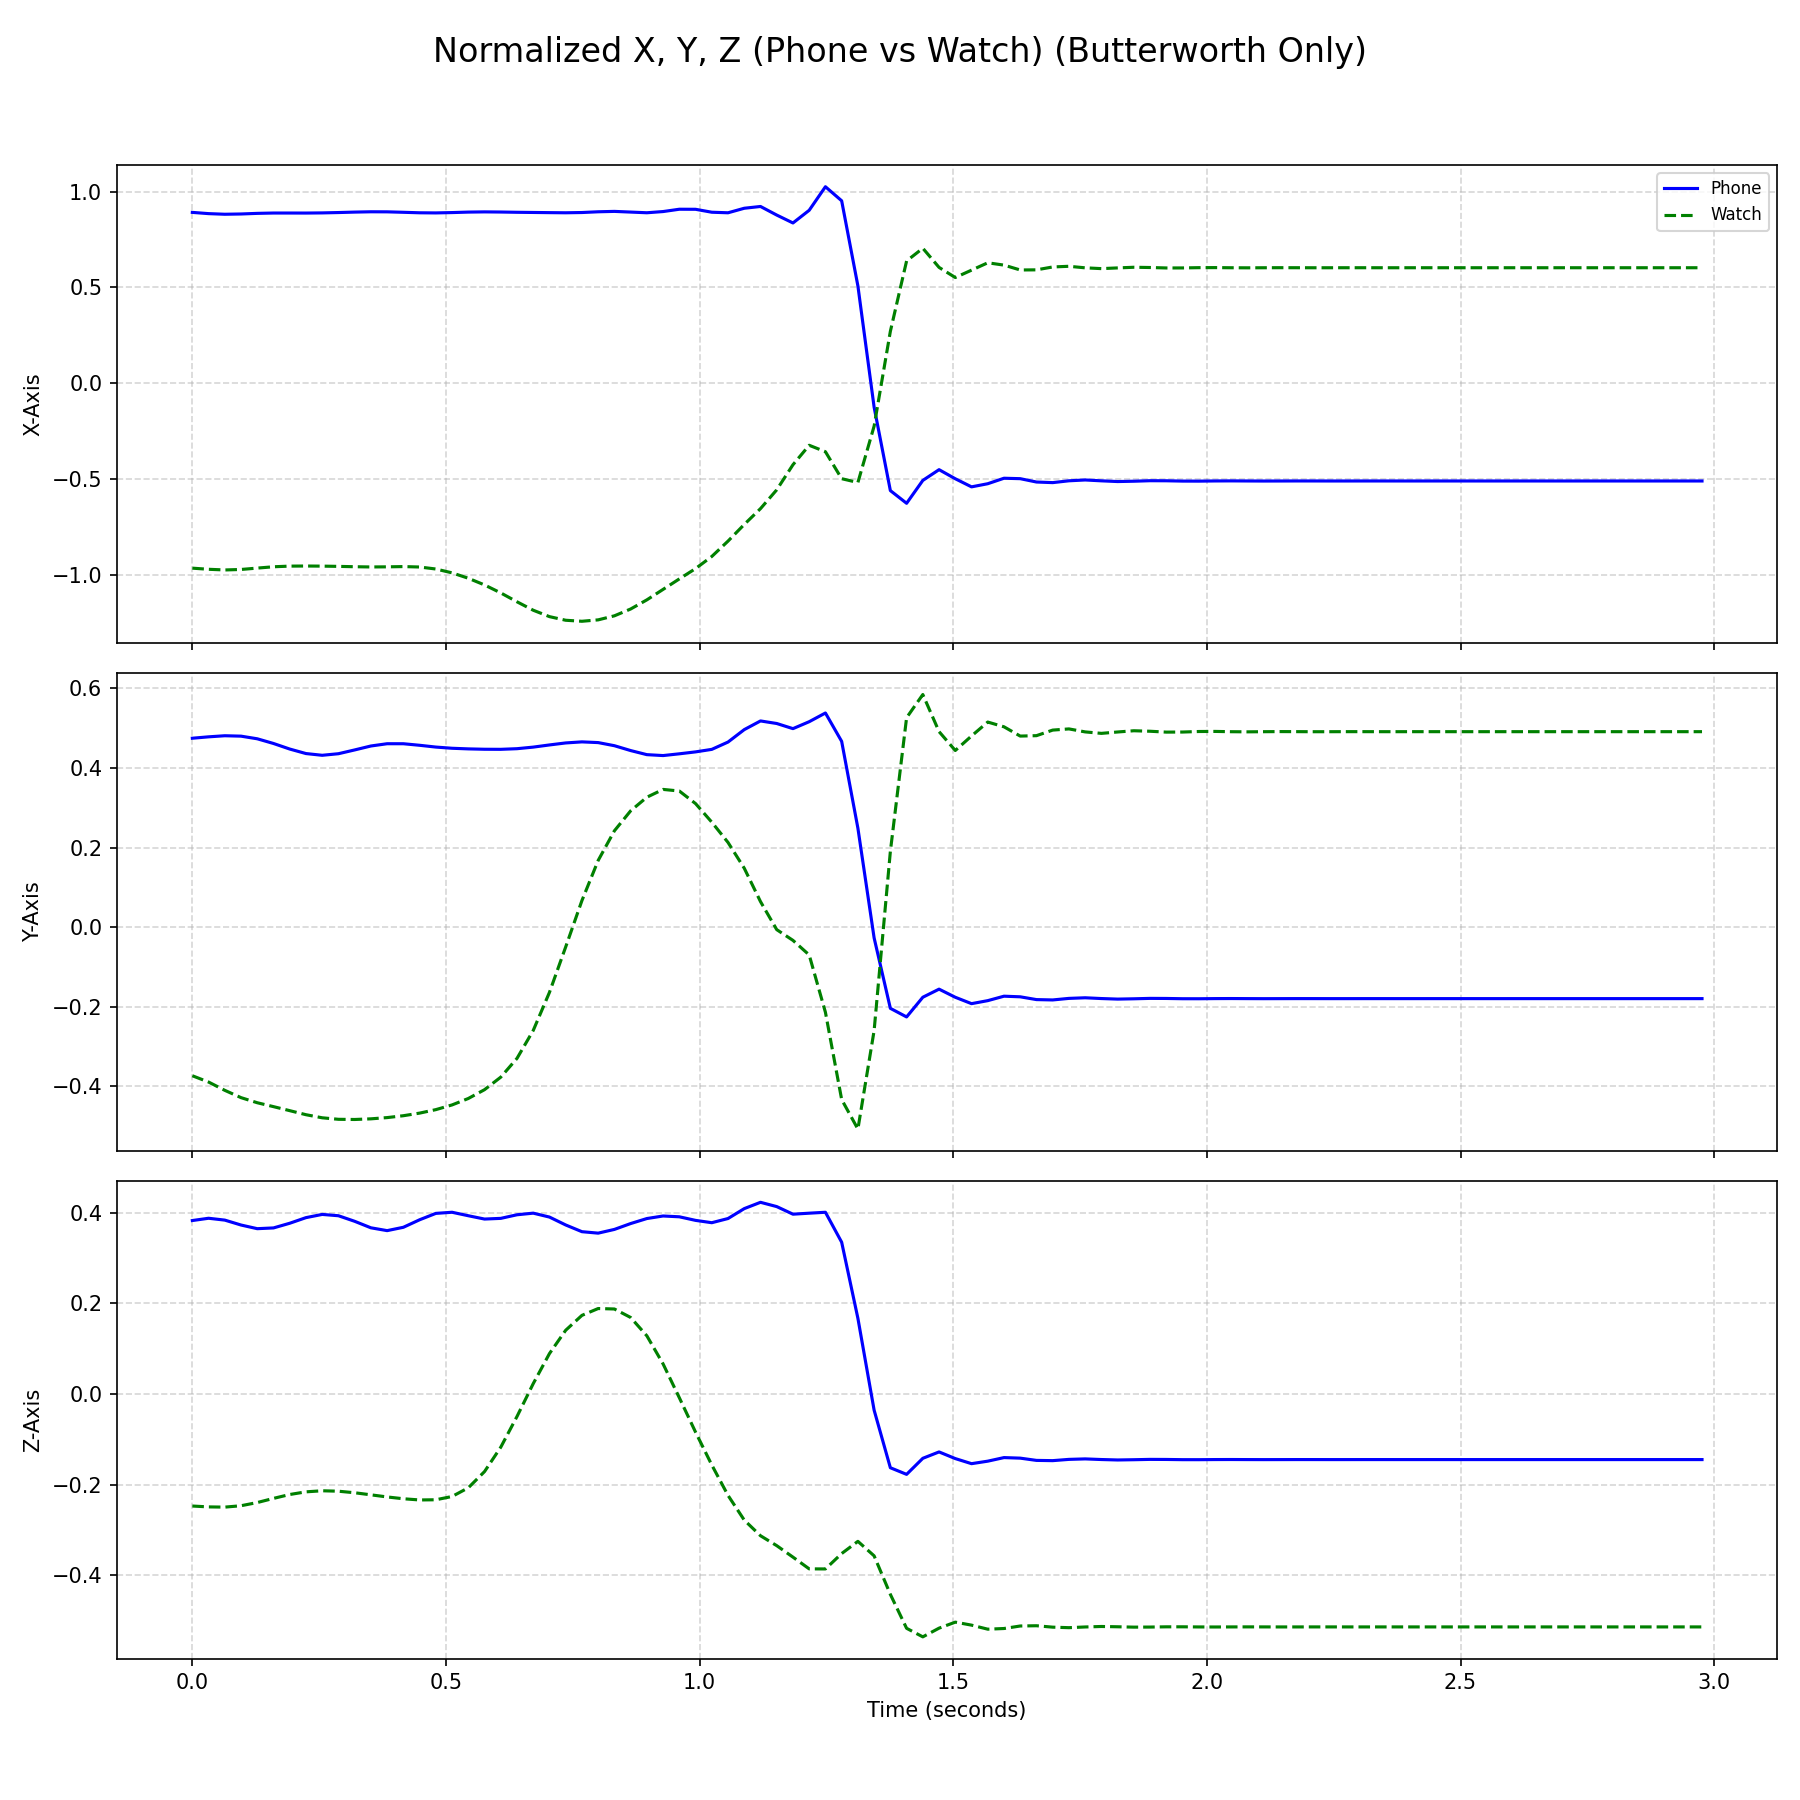 Normalized X, Y, Z (Phone vs Watch) (Butterworth Only)
Phone
Watch
1.0
0.5
0.0
−0.5
−1.0
X-Axis
0.6
0.4
0.2
0.0
−0.2
−0.4
Y-Axis
0.4
0.2
0.0
−0.2
−0.4
Z-Axis
0.0 0.5 1.0 1.5 2.0 2.5 3.0
Time (seconds)